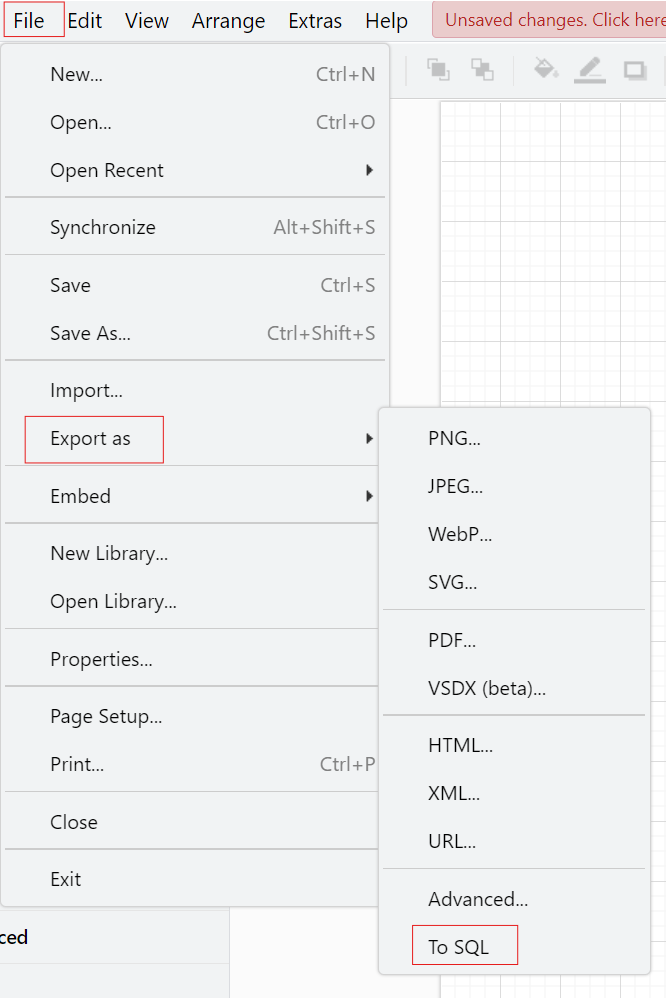 File Edit View Arrange Extras Help Unsaved changes. Click here
New... Ctrl+N
Open... Ctrl+O
Open Recent
Synchronize Alt+Shift+S
Save Ctrl+S
Save As... Ctrl+Shift+S
Import...
Export as
Embed
New Library...
Open Library...
Properties...
Page Setup...
Print... Ctrl+P
Close
Exit
PNG...
JPEG...
WebP...
SVG...
PDF...
VSDX (beta)...
HTML...
XML...
URL...
Advanced...
To SQL
ced